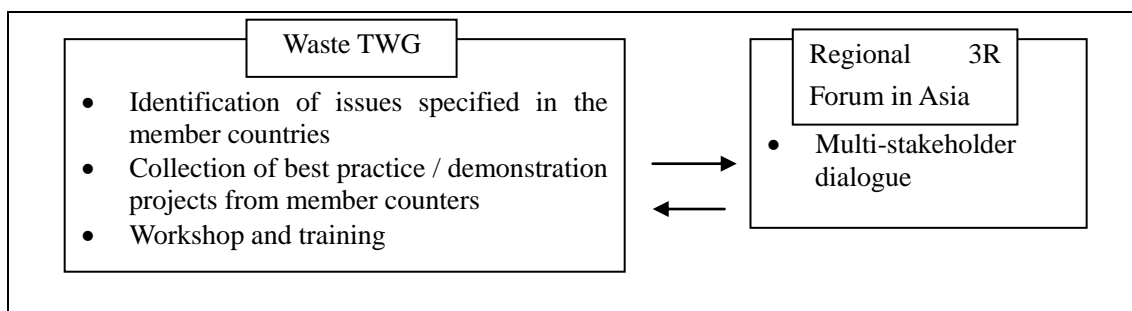 Waste TWG
• Identification of issues specified in the
member countries
• Collection of best practice / demonstration
projects from member counters
• Workshop and training
Regional 3R
Forum in Asia
• Multi-stakeholder
dialogue